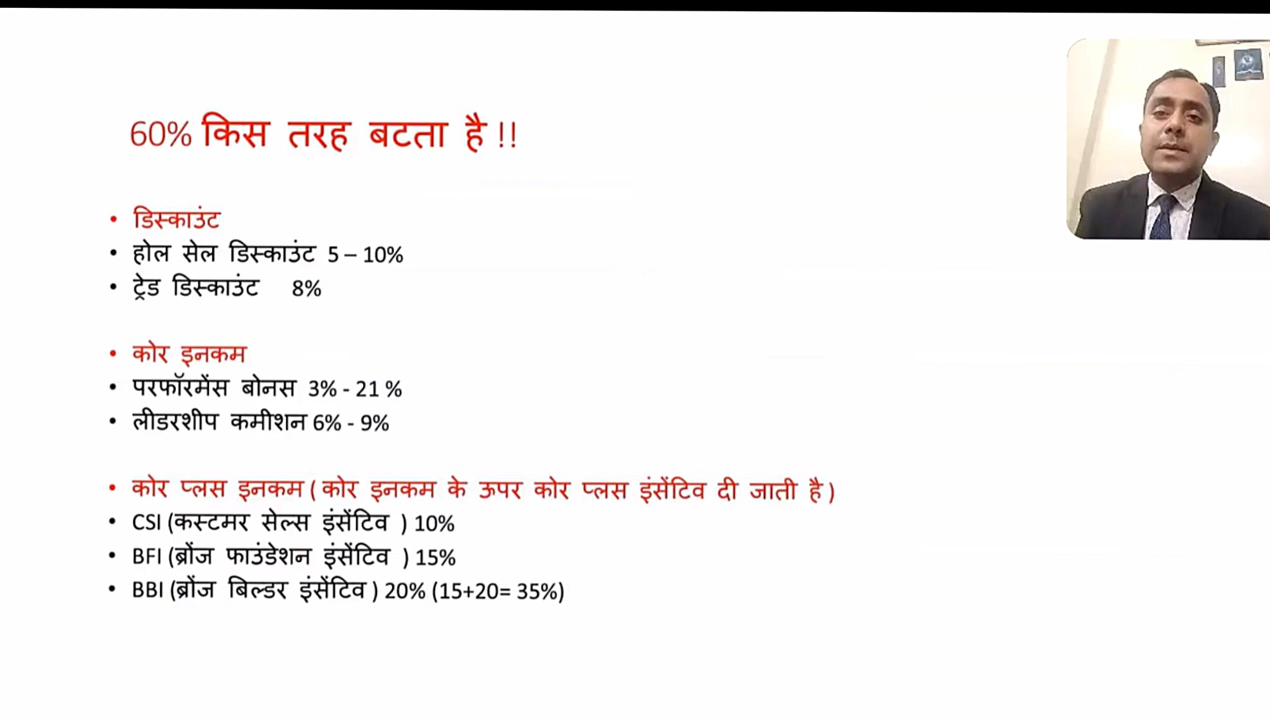 60% किस तरह बटता है !!
• डिस्काउंट
• होल सेल डिस्काउंट 5 – 10%
• ट्रेड डिस्काउंट 8%
• कोर इनकम
• परफॉरमेंस बोनस 3% - 21 %
• लीडरशीप कमीशन 6% - 9%
• कोर प्लस इनकम ( कोर इनकम के ऊपर कोर प्लस इंसेंटिव दी जाती है )
• CSI (कस्टमर सेल्स इंसेंटिव ) 10%
• BFI (ब्रोंज फाउंडेशन इंसेंटिव ) 15%
• BBI (ब्रोंज बिल्डर इंसेंटिव ) 20% (15+20= 35%)